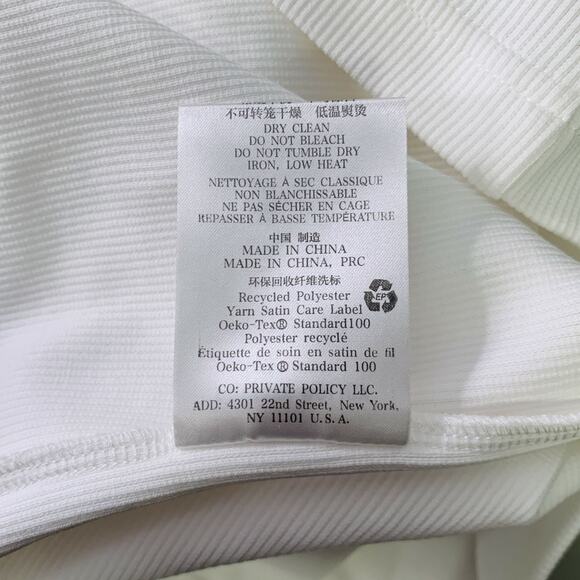 不可转笼干燥 低温熨烫
DRY CLEAN
DO NOT BLEACH
DO NOT TUMBLE DRY
IRON, LOW HEAT
NETTOYAGE À SEC CLASSIQUE
NON BLANCHISSABLE
NE PAS SÉCHER EN CAGE
REPASSER À BASSE TEMPÉRATURE
中国 制造
MADE IN CHINA
MADE IN CHINA, PRC
环保回收纤维洗标
Recycled Polyester
Yarn Satin Care Label
EP
Oeko-Tex® Standard100
Polyester recyclé
Étiquette de soin en satin de fil
Oeko-Tex ® Standard 100
CO: PRIVATE POLICY LLC.
ADD: 4301 22nd Street, New York,
NY 11101 U.S.A.